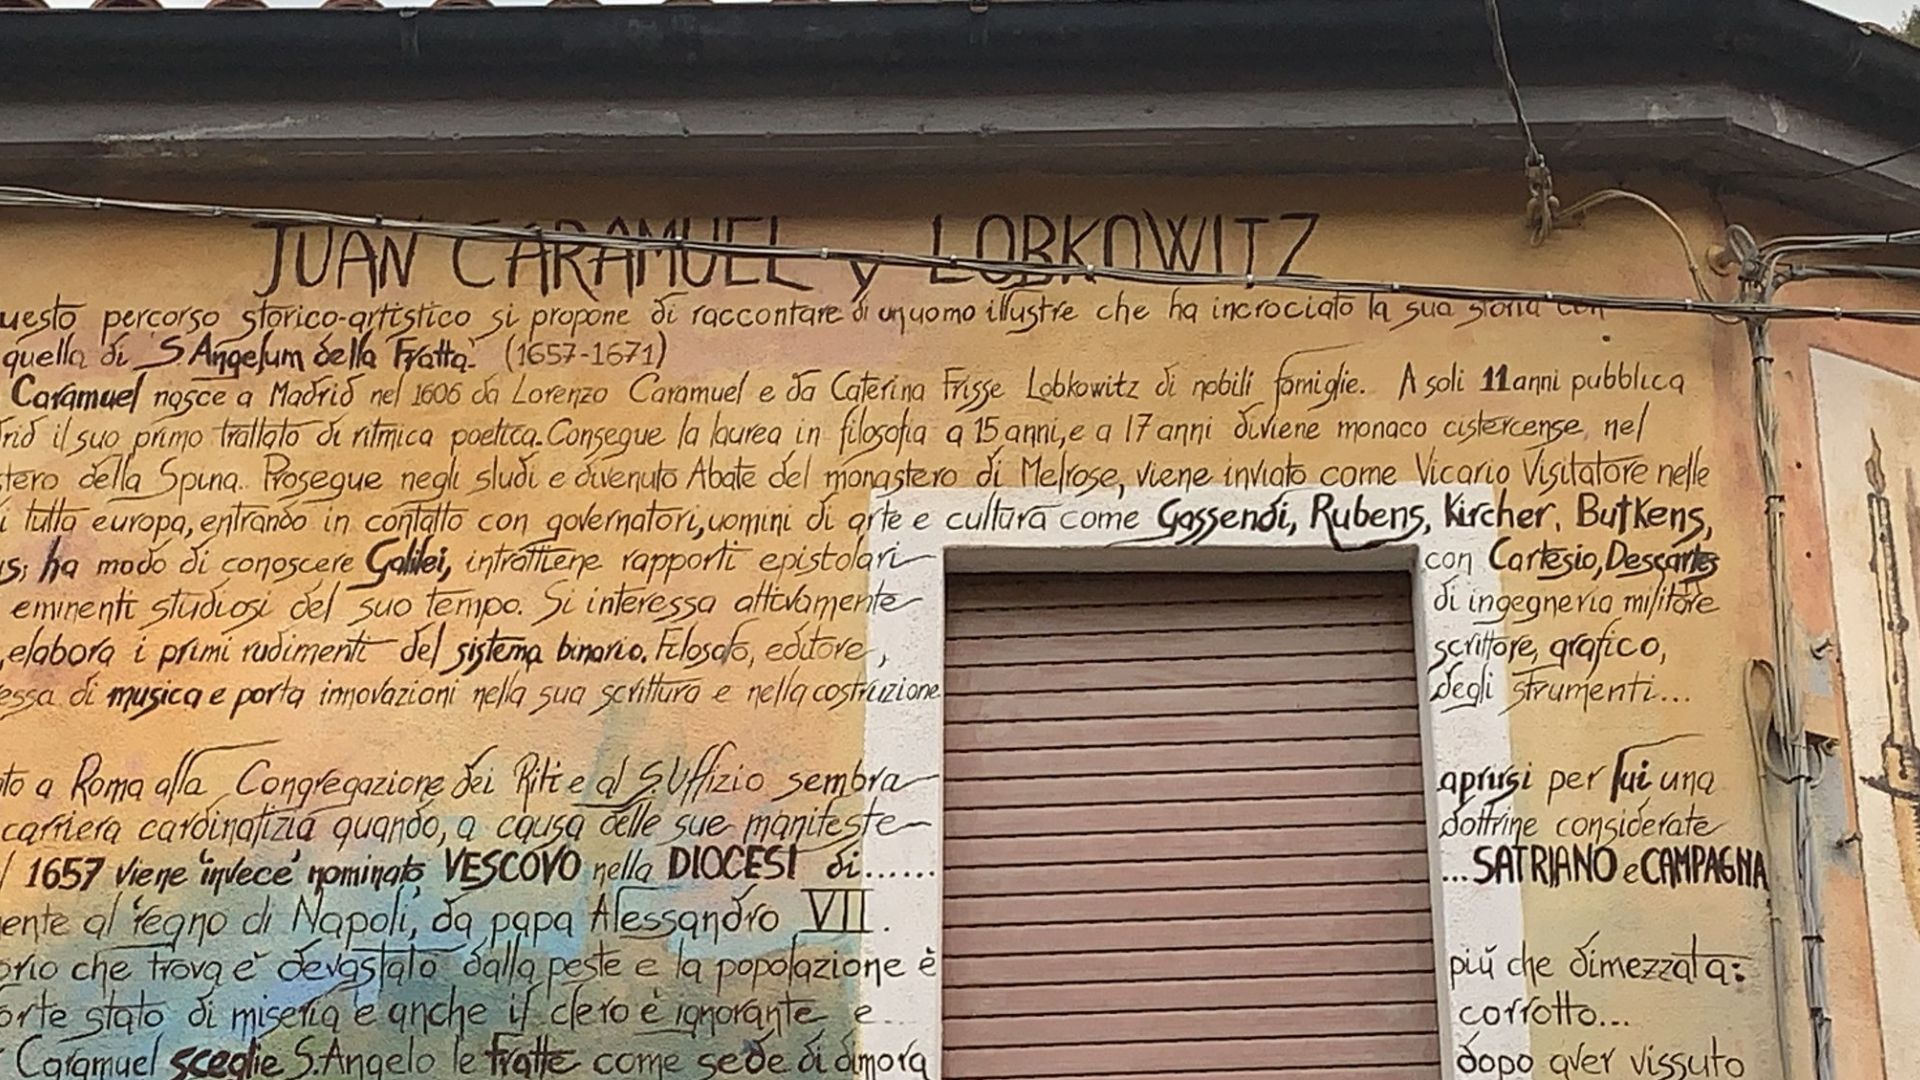 JUAN CARAMUEL y LOBKOWITZ
uesto percorso storico-artistico si propone di raccontare di un uomo illustre che ha incrociato la sua storia con
quella di "S. Angelum della Fratta" (1657-1671)
Caramuel nasce a Madrid nel 1606 da Lorenzo Caramuel e da Caterina Frisse Lobkowitz di nobili famiglie. A soli 11 anni pubblica
rid il suo primo trattato di ritmica poetica. Consegue la laurea in filosofia a 15 anni, e a 17 anni diviene monaco cistercense, nel
stero della Spina. Prosegue negli studi e divenuto Abate del monastero di Melrose, viene inviato come Vicario Visitatore nelle
i tutta europa, entrando in contatto con governatori, uomini di arte e cultura come Gassendi, Rubens, Kircher, Butkens,
us; ha modo di conoscere Galilei, intrattiene rapporti epistolari con Cartesio, Descartes
eminenti studiosi del suo tempo. Si interessa attivamente di ingegneria militare
, elabora i primi rudimenti del sistema binario. Filosofo, editore, scrittore, grafico,
essa di musica e porta innovazioni nella sua scrittura e nella costruzione degli strumenti...
ato a Roma alla Congregazione dei Riti e al S. Uffizio sembra aprirsi per lui una
carriera cardinalizia quando, a causa delle sue manifeste dottrine considerate
l 1657 viene 'invece' nominato, VESCOVO nella DIOCESI di...... ...SATRIANO e CAMPAGNA
ente al 'regno di Napoli', da papa Alessandro VII.
orio che trova e' devastato dalla peste e la popolazione è più che dimezzata:
orte stato di miseria e anche il clero è ignorante e... corrotto...
Caramuel sceglie S. Angelo le Fratte come sede di dimora dopo aver vissuto